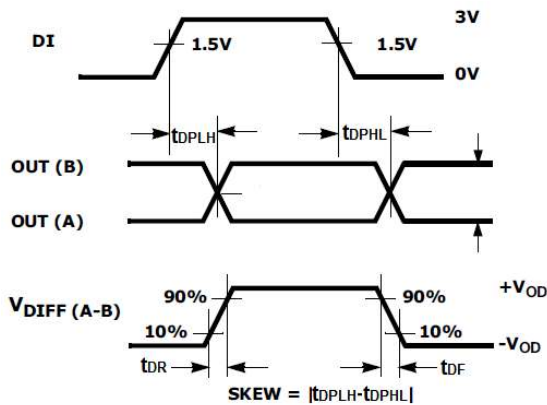 3V
DI
1.5V
1.5V
0V
tDPLH
tDPHL
OUT (B)
OUT (A)
VDIFF (A-B)
90%
90%
+VOD
10%
10%
-VOD
tDR
tDF
SKEW = |tDPLH-tDPHL|